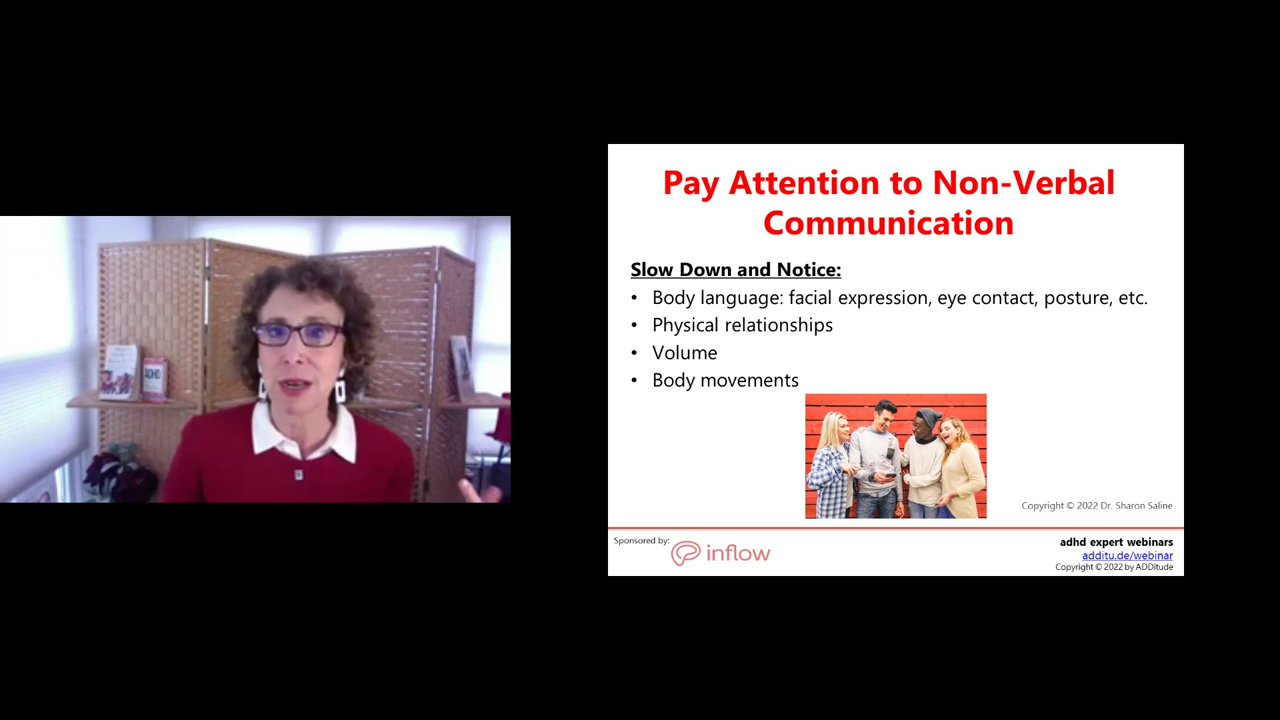 ADHD
Pay Attention to Non-Verbal
Communication
Slow Down and Notice:
• Body language: facial expression, eye contact, posture, etc.
• Physical relationships
• Volume
• Body movements
Copyright © 2022 Dr. Sharon Saline
Sponsored by:
inflow
adhd expert webinars
additu.de/webinar
Copyright © 2022 by ADDitude